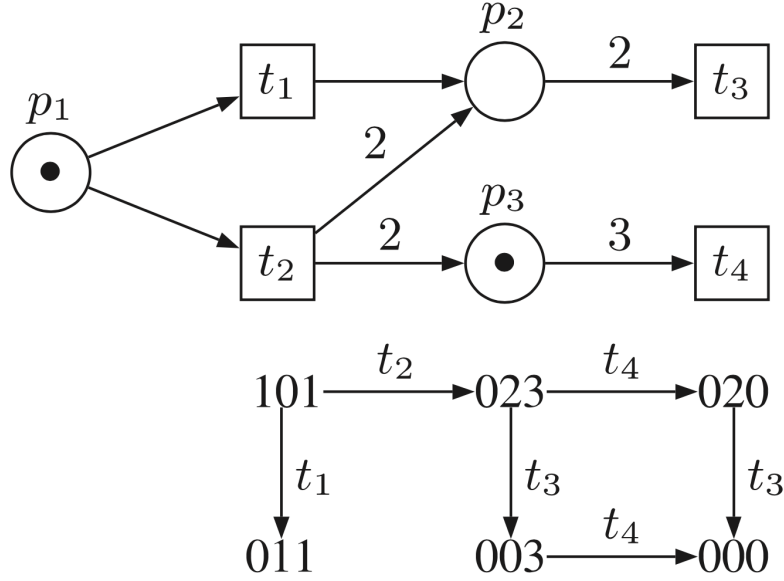 p₂
t₁ 2 t₃
p₁
2
p₃
t₂ 2 3 t₄
t₂ t₄
101 023 020
t₁ t₃ t₃
t₄
011 003 000